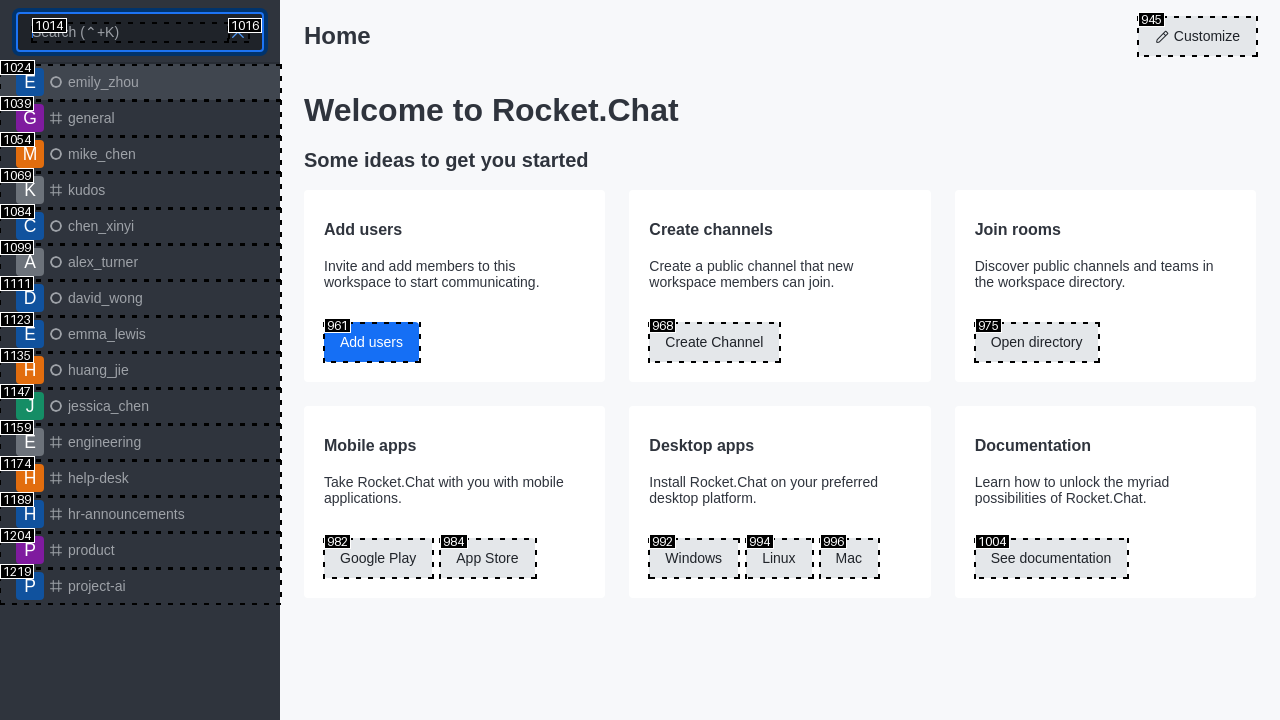 1014
Search (⌃+K)
1016
1024
E
emily_zhou
1039
G
general
1054
M
mike_chen
1069
K
kudos
1084
C
chen_xinyi
1099
A
alex_turner
1111
D
david_wong
1123
E
emma_lewis
1135
H
huang_jie
1147
J
jessica_chen
1159
E
engineering
1174
H
help-desk
1189
H
hr-announcements
1204
P
product
1219
P
project-ai
Home
945
Customize
Welcome to Rocket.Chat
Some ideas to get you started
Add users
Invite and add members to this
workspace to start communicating.
961
Add users
Create channels
Create a public channel that new
workspace members can join.
968
Create Channel
Join rooms
Discover public channels and teams in
the workspace directory.
975
Open directory
Mobile apps
Take Rocket.Chat with you with mobile
applications.
982
Google Play
984
App Store
Desktop apps
Install Rocket.Chat on your preferred
desktop platform.
992
Windows
994
Linux
996
Mac
Documentation
Learn how to unlock the myriad
possibilities of Rocket.Chat.
1004
See documentation